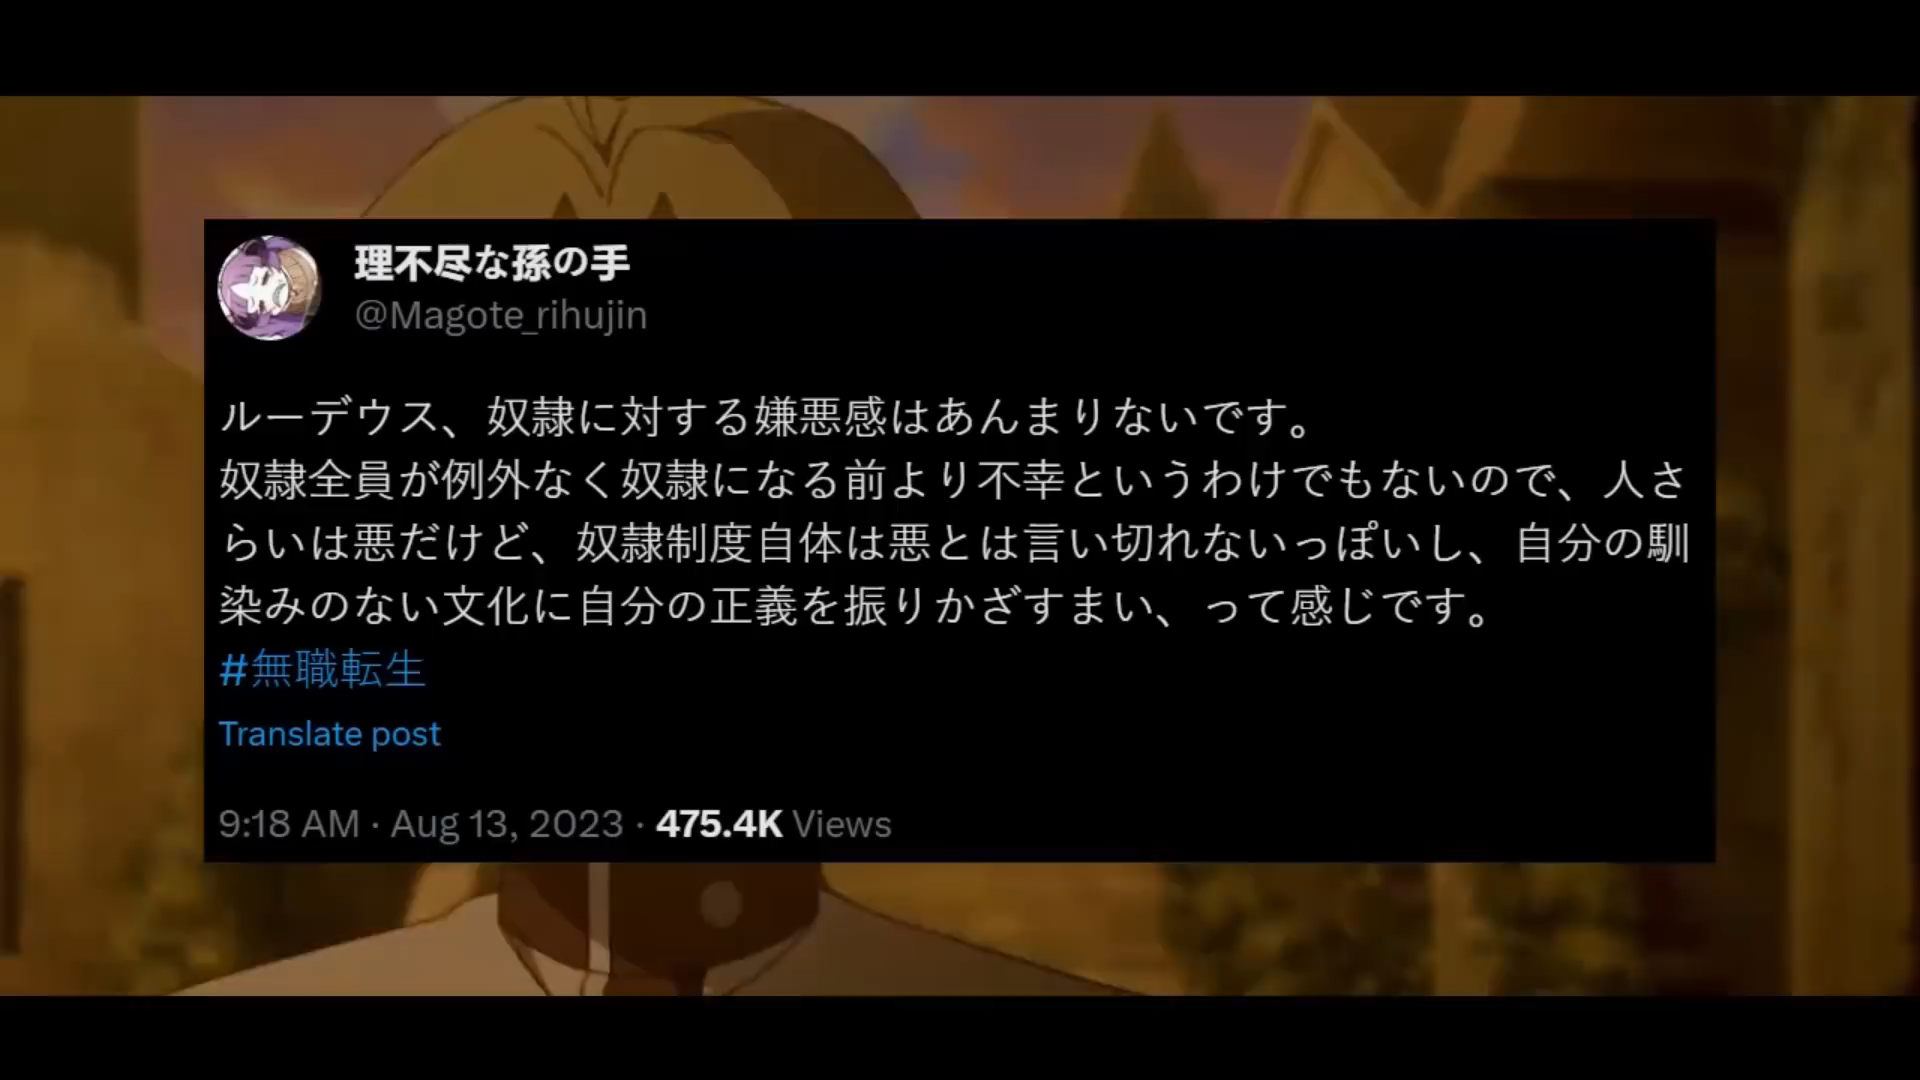 理不尽な孫の手
@Magote_rihujin
ルーデウス、奴隷に対する嫌悪感はあんまりないです。
奴隷全員が例外なく奴隷になる前より不幸というわけでもないので、人さ
らいは悪だけど、奴隷制度自体は悪とは言い切れないっぽいし、自分の馴
染みのない文化に自分の正義を振りかざすまい、って感じです。
#無職転生
Translate post
9:18 AM · Aug 13, 2023 · 475.4K Views